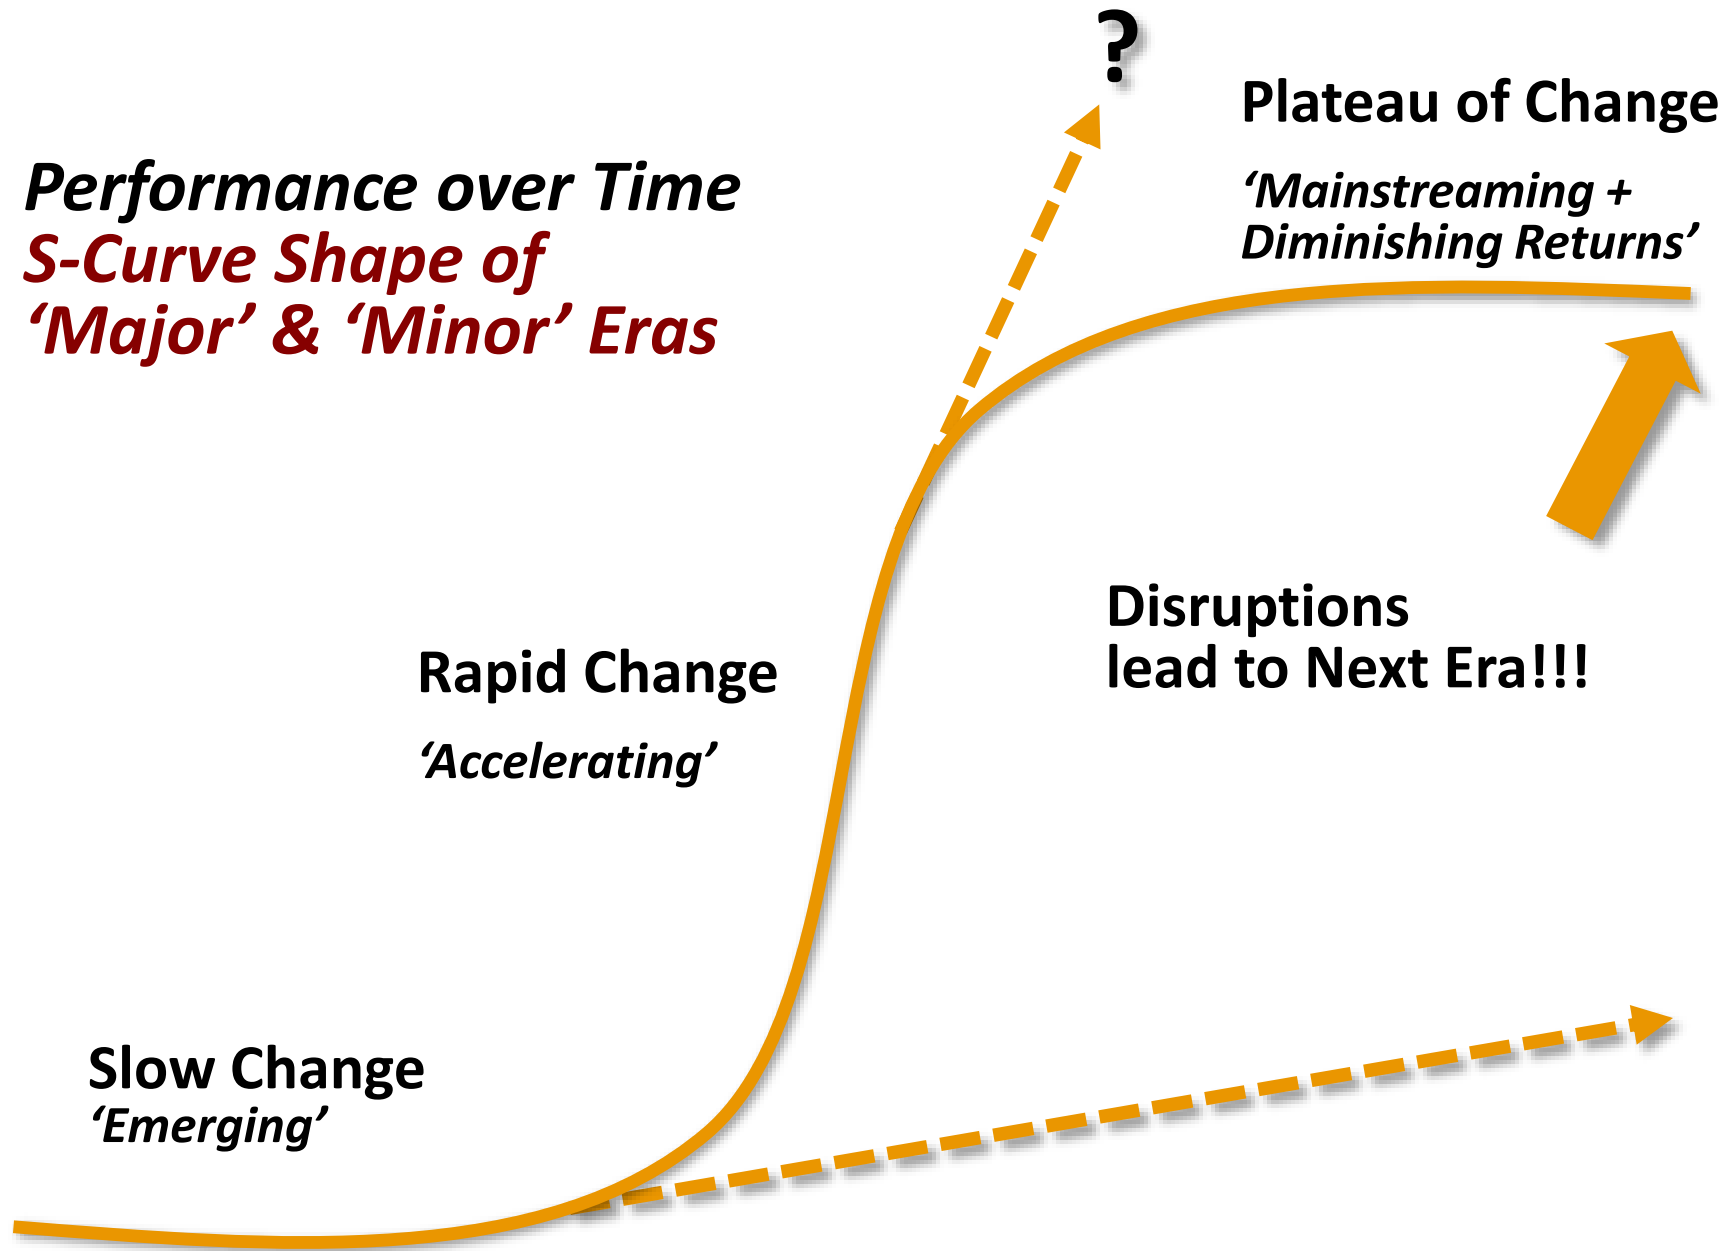 ?
Plateau of Change
‘Mainstreaming +
Diminishing Returns’
Performance over Time
S-Curve Shape of
‘Major’ & ‘Minor’ Eras
Disruptions
lead to Next Era!!!
Rapid Change
‘Accelerating’
Slow Change
‘Emerging’